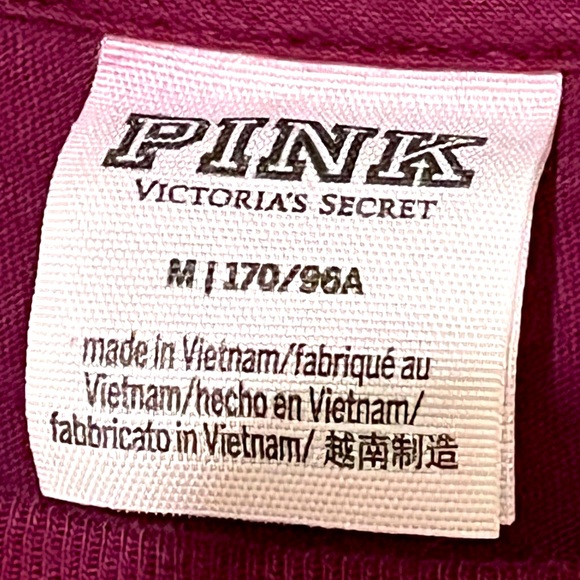 PINK
VICTORIA'S SECRET
M | 170/96A
made in Vietnam/fabriqué au
Vietnam/hecho en Vietnam/
fabbricato in Vietnam/ 越南制造